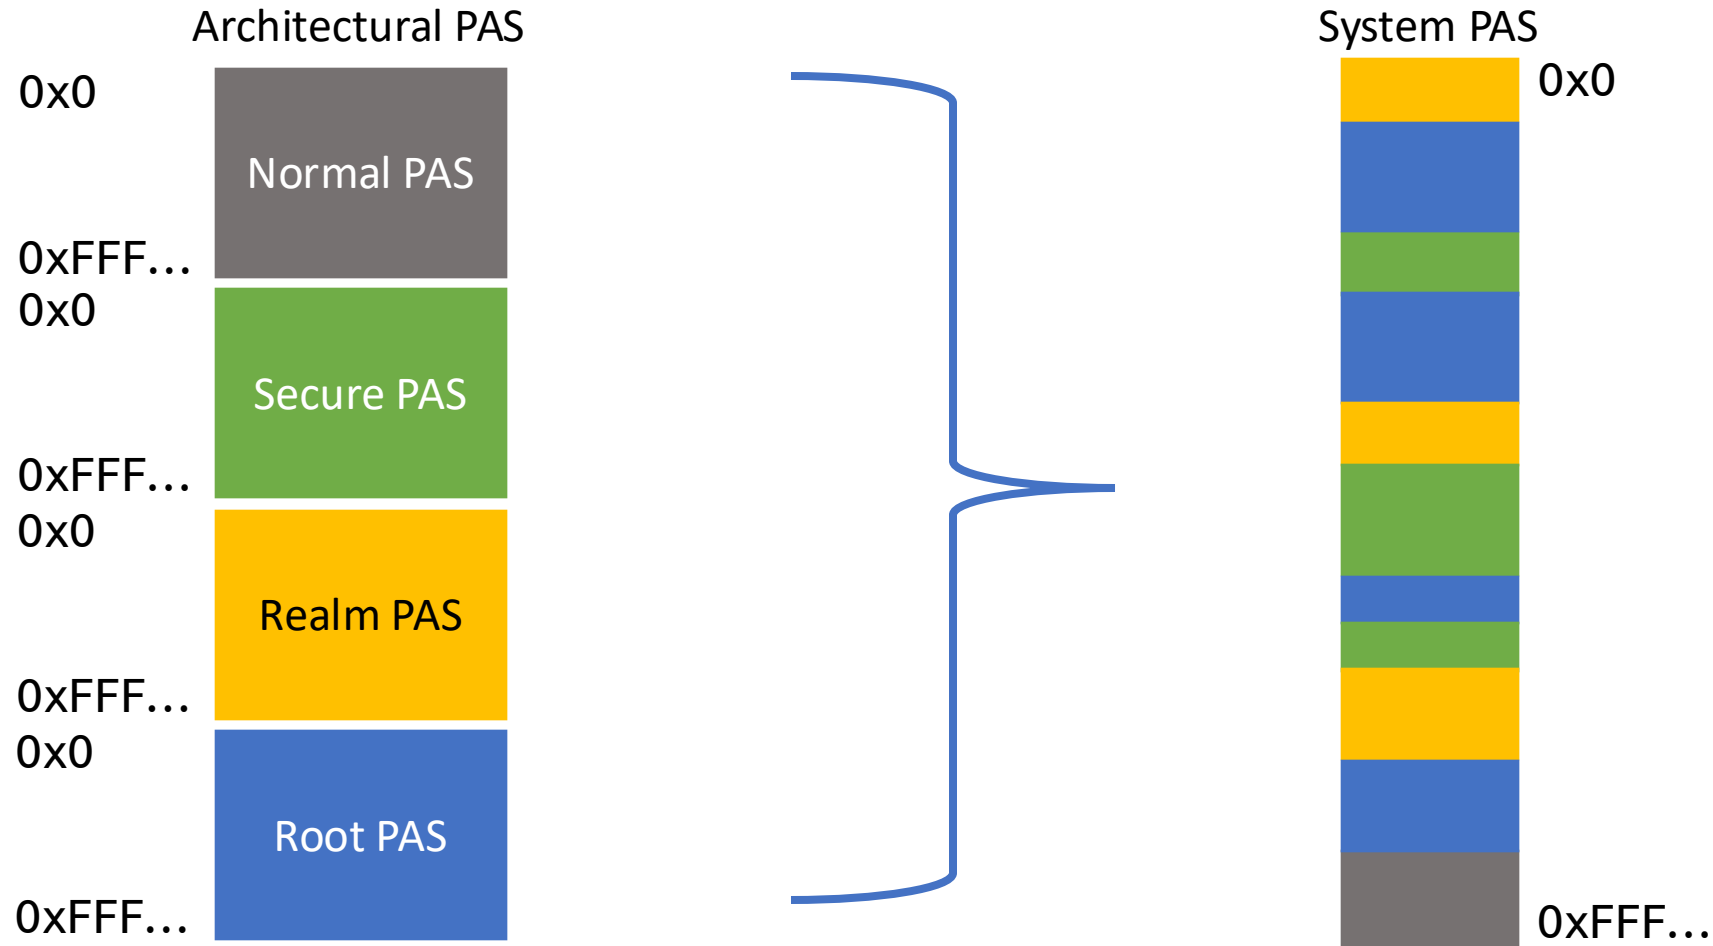 Architectural PAS
System PAS
0x0
Normal PAS
0xFFF...
0x0
Secure PAS
0xFFF...
0x0
Realm PAS
0xFFF...
0x0
Root PAS
0xFFF...
0x0
0xFFF...